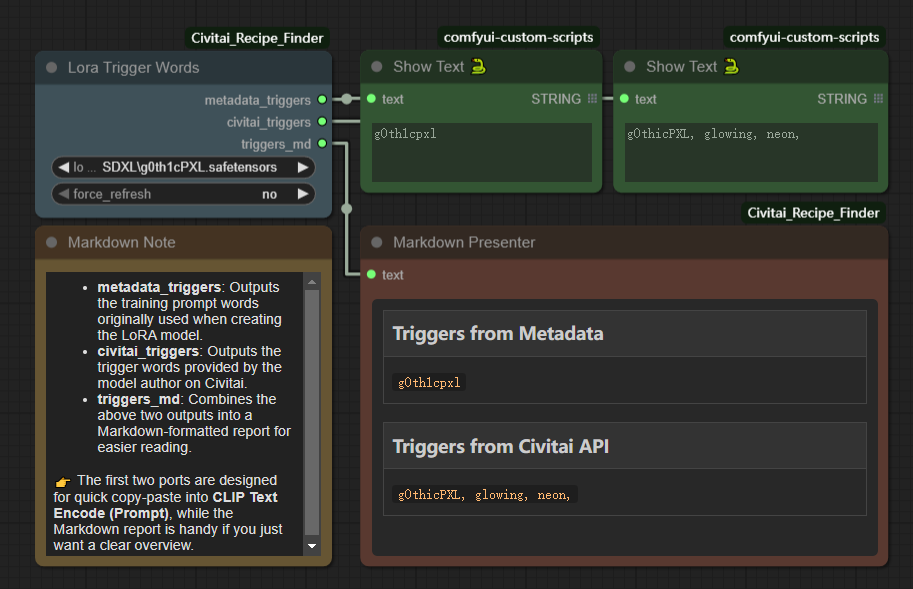 Civitai_Recipe_Finder
comfyui-custom-scripts
comfyui-custom-scripts
Lora Trigger Words
Show Text 🐍
Show Text 🐍
metadata_triggers
text
STRING
text
STRING
civitai_triggers
triggers_md
g0th1cpxl
g0thicPXL, glowing, neon,
lo ... SDXL\g0th1cPXL.safetensors
force_refresh no
Civitai_Recipe_Finder
Markdown Note
Markdown Presenter
text
• metadata_triggers: Outputs
the training prompt words
originally used when creating
the LoRA model.
• civitai_triggers: Outputs the
trigger words provided by the
model author on Civitai.
• triggers_md: Combines the
above two outputs into a
Markdown-formatted report for
easier reading.
👉 The first two ports are designed
for quick copy-paste into CLIP Text
Encode (Prompt), while the
Markdown report is handy if you just
want a clear overview.
Triggers from Metadata
g0th1cpxl
Triggers from Civitai API
g0thicPXL, glowing, neon,